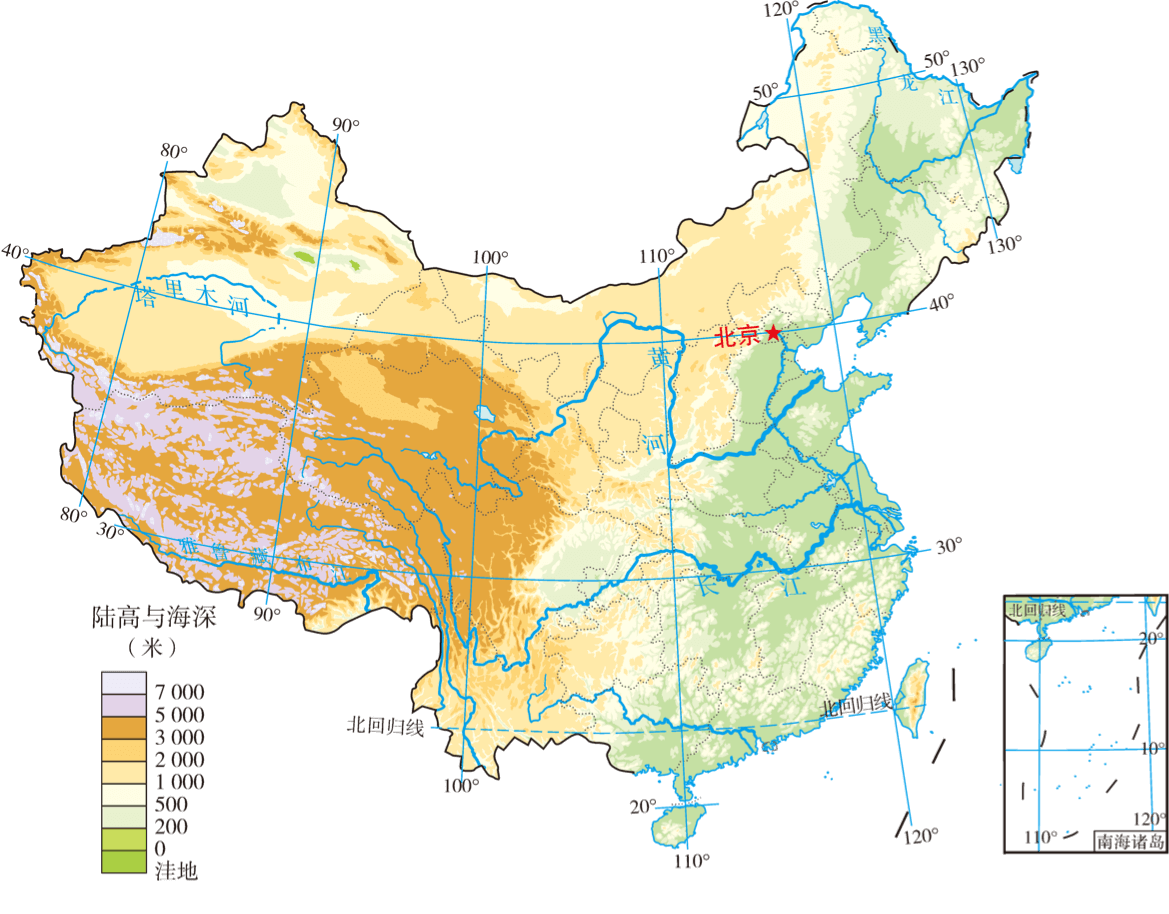 120°
黑
龙
江
50°
130°
50°
90°
80°
40°
100°
110°
130°
40°
塔里木河
北京
黄
河
80°
30°
雅鲁藏布江
90°
长
江
30°
陆高与海深
（米）
7 000
5 000
3 000
2 000
1 000
500
200
0
洼地
北回归线
北回归线
100°
20°
110°
120°
北回归线
20°
10°
110°
120°
南海诸岛